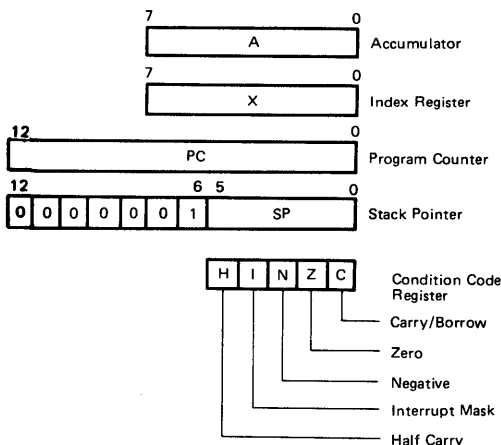 7 0
A Accumulator
7 0
X Index Register
12 0
PC Program Counter
12 6 5 0
0 0 0 0 0 0 1 SP Stack Pointer
H I N Z C Condition Code
Register
Carry/Borrow
Zero
Negative
Interrupt Mask
Half Carry